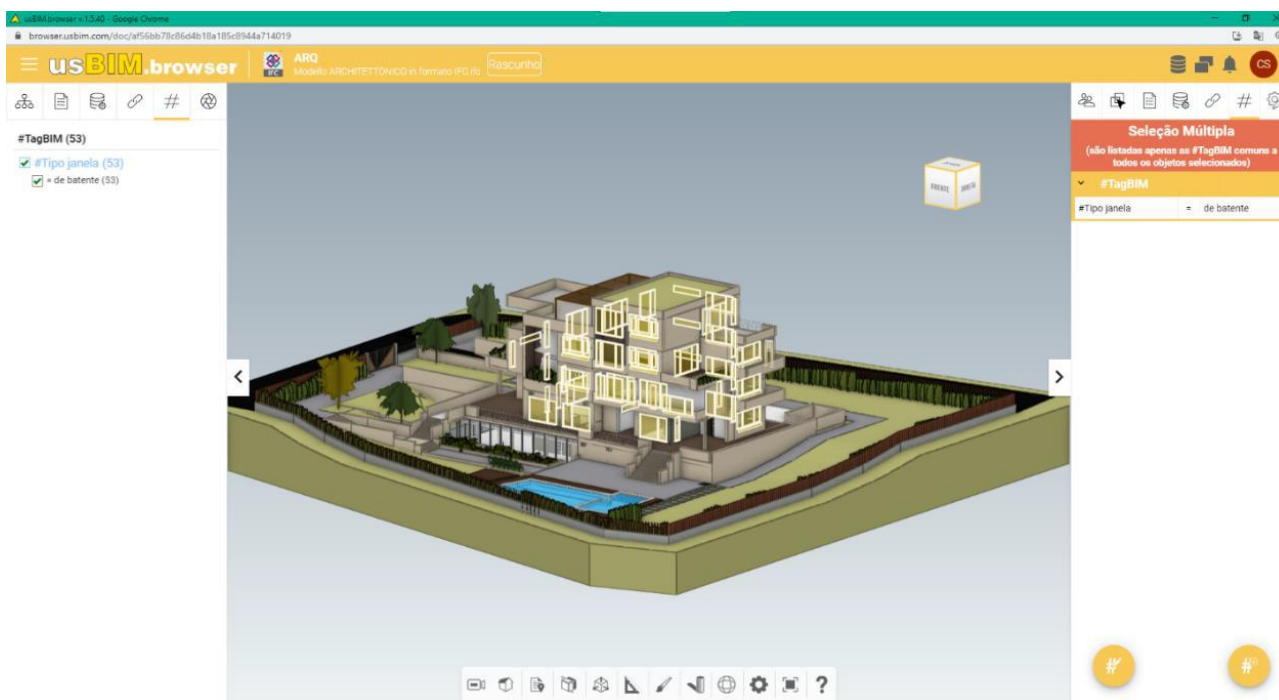 usBIM.browser v.1.5.40 - Google Chrome
browser.usbim.com/doc/af56bb78c86d4b18a185c8944a714019
usBIM.browser
IFC
ARQ
Modello ARCHITETTONICO in formato IFC.ifc
Rascunho
CS
#TagBIM (53)
#Tipo janela (53)
= de batente (53)
Seleção Múltipla
(são listadas apenas as #TagBIM comuns a
todos os objetos selecionados)
#TagBIM
#Tipo janela = de batente
FRENTE
DIREITA